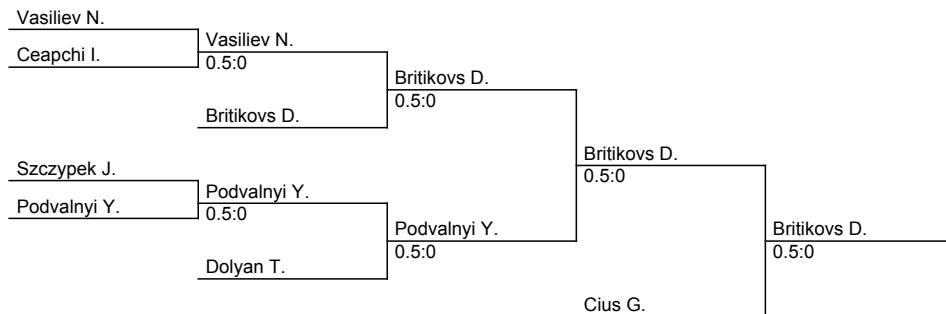 Vasiliev N.
Ceapchi I.
Vasiliev N.
0.5:0
Britikovs D.
Britikovs D.
0.5:0
Szczypek J.
Podvalnyi Y.
Podvalnyi Y.
0.5:0
Dolyan T.
Podvalnyi Y.
0.5:0
Britikovs D.
0.5:0
Cius G.
Britikovs D.
0.5:0